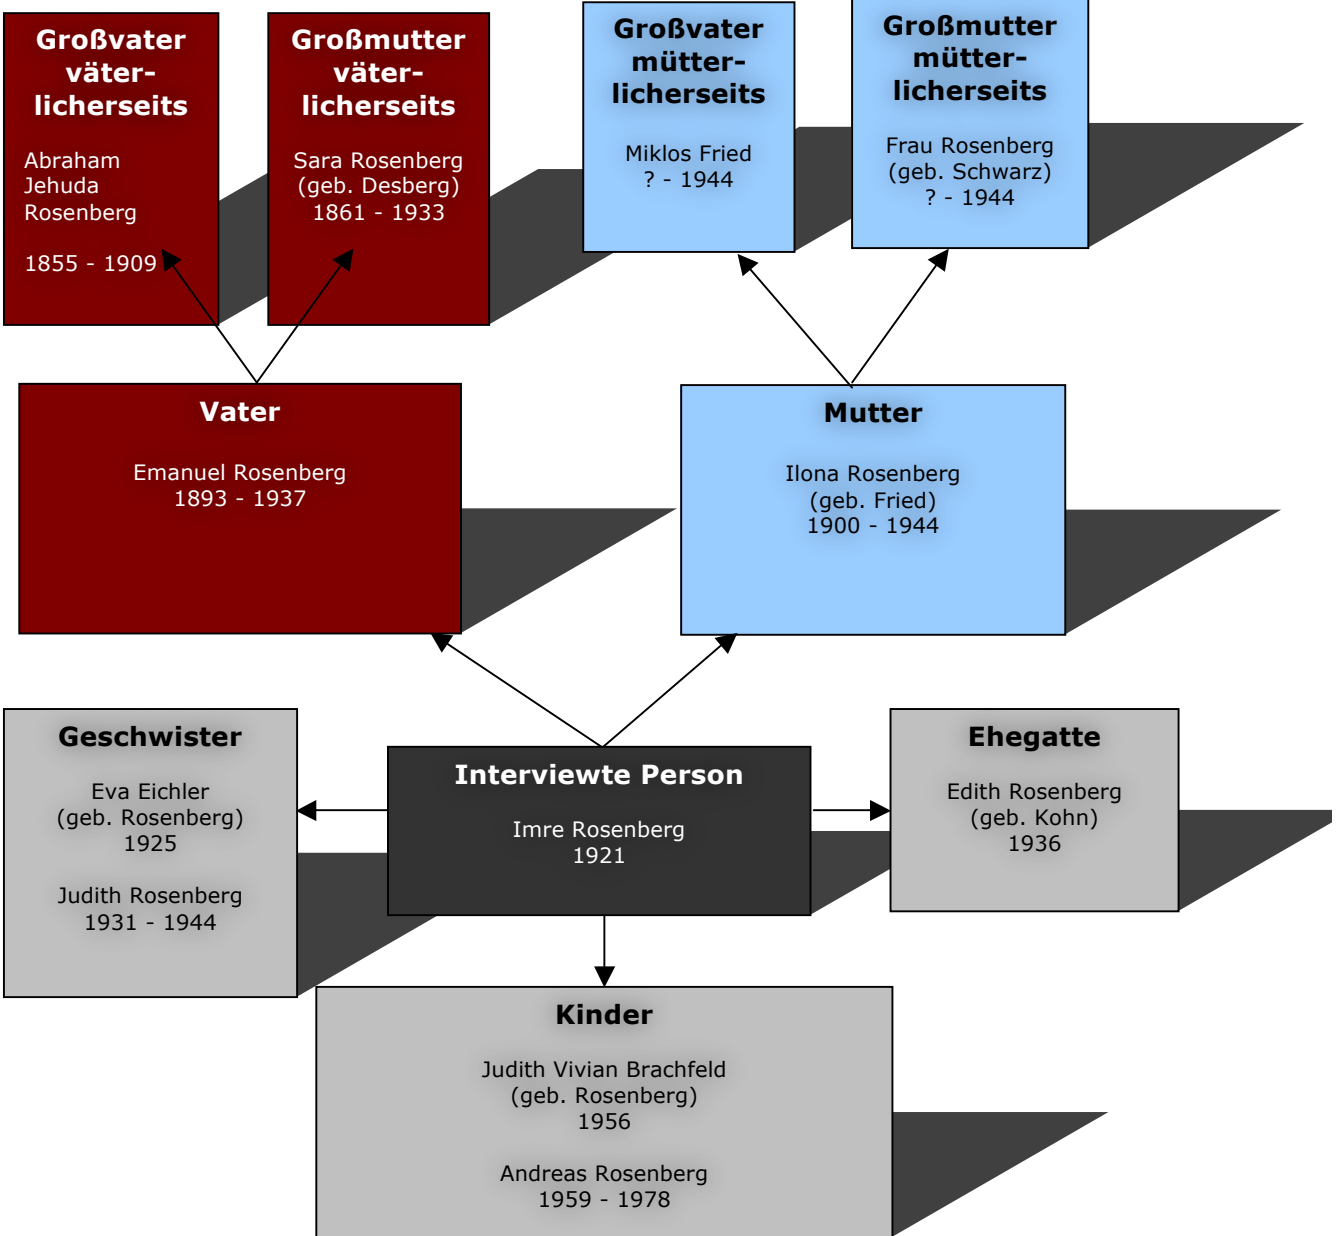 Großvater
väter-
licherseits
Abraham
Jehuda
Rosenberg
1855 - 1909
Großmutter
väter-
licherseits
Sara Rosenberg
(geb. Desberg)
1861 - 1933
Großvater
mütter-
licherseits
Miklos Fried
? - 1944
Großmutter
mütter-
licherseits
Frau Rosenberg
(geb. Schwarz)
? - 1944
Vater
Emanuel Rosenberg
1893 - 1937
Mutter
Ilona Rosenberg
(geb. Fried)
1900 - 1944
Geschwister
Eva Eichler
(geb. Rosenberg)
1925
Judith Rosenberg
1931 - 1944
Interviewte Person
Imre Rosenberg
1921
Ehegatte
Edith Rosenberg
(geb. Kohn)
1936
Kinder
Judith Vivian Brachfeld
(geb. Rosenberg)
1956
Andreas Rosenberg
1959 - 1978